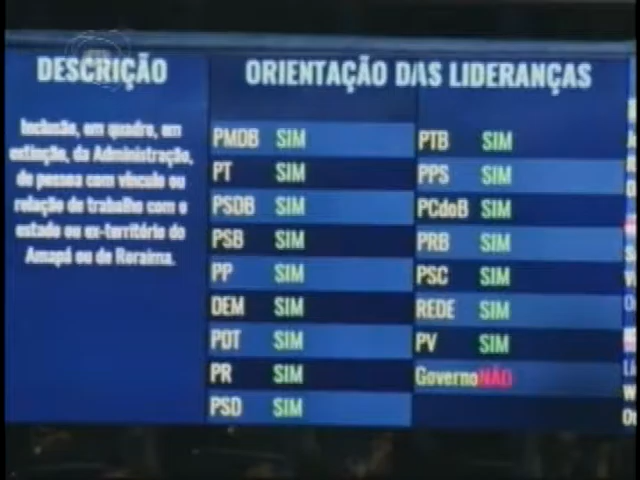 DESCRIÇÃO
Inclusão, em quadro, em
extinção, da Administração,
de pessoa com vínculo ou
relação de trabalho com o
estado ou ex-território do
Amapá ou de Roraima.
ORIENTAÇÃO DAS LIDERANÇAS
PMDB SIM
PT SIM
PSDB SIM
PSB SIM
PP SIM
DEM SIM
PDT SIM
PR SIM
PSD SIM
PTB SIM
PPS SIM
PCdoB SIM
PRB SIM
PSC SIM
REDE SIM
PV SIM
Governo NÃO